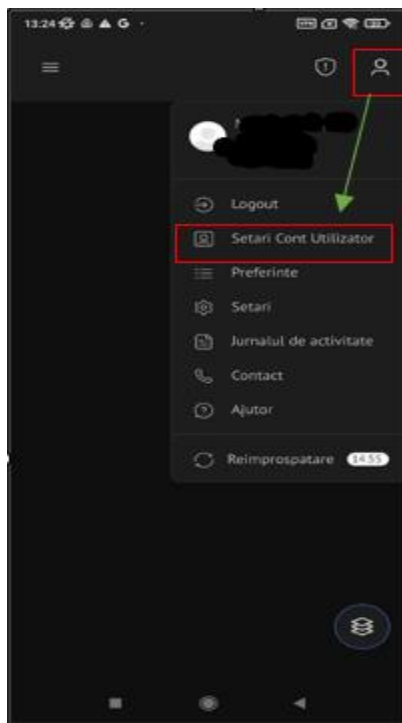 13:24 G
Logout
Setari Cont Utilizator
Preferinte
Setari
Jurnalul de activitate
Contact
Ajutor
Reimprospatare 14:55